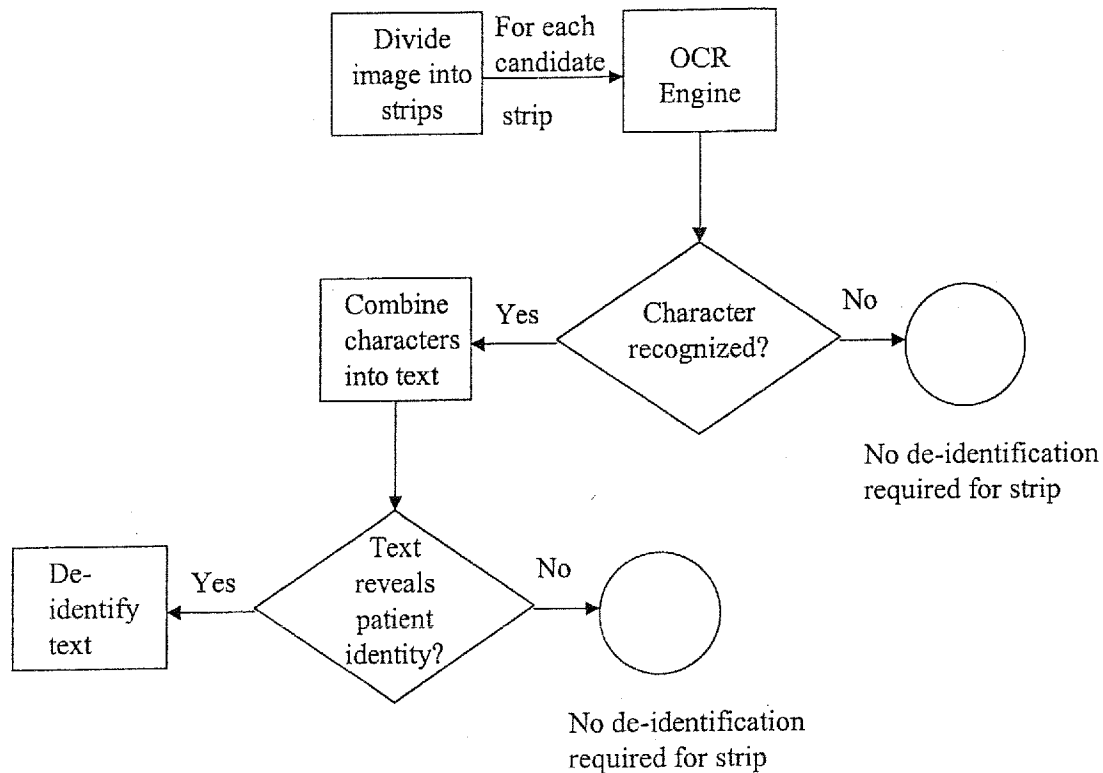 Divide
image into
strips
For each
candidate
strip
OCR
Engine
Character
recognized?
Yes
No
Combine
characters
into text
No de-identification
required for strip
Text
reveals
patient
identity?
Yes
No
De-
identify
text
No de-identification
required for strip